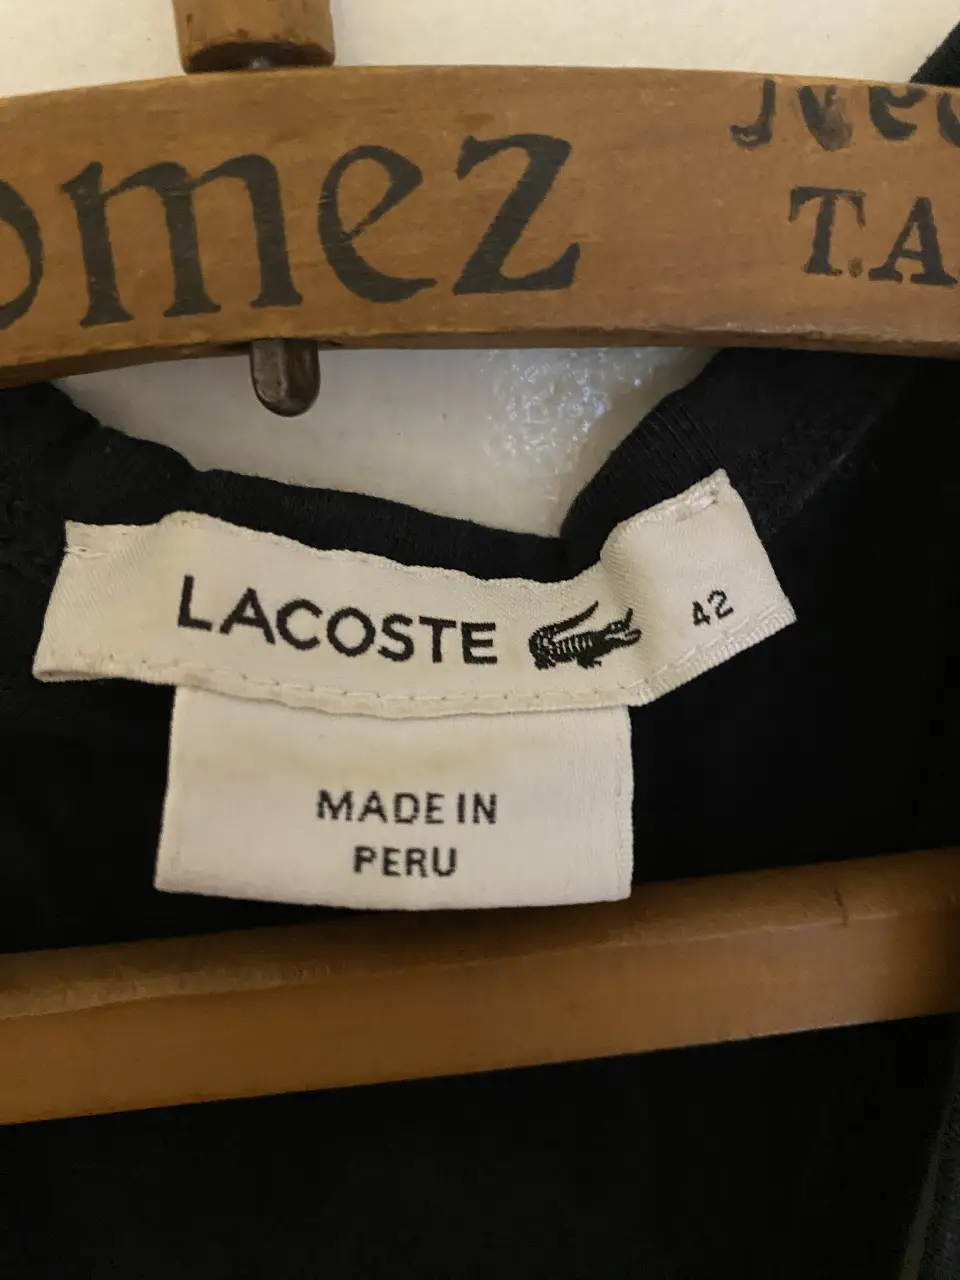 omez
T.A.
LACOSTE 42
MADE IN
PERU